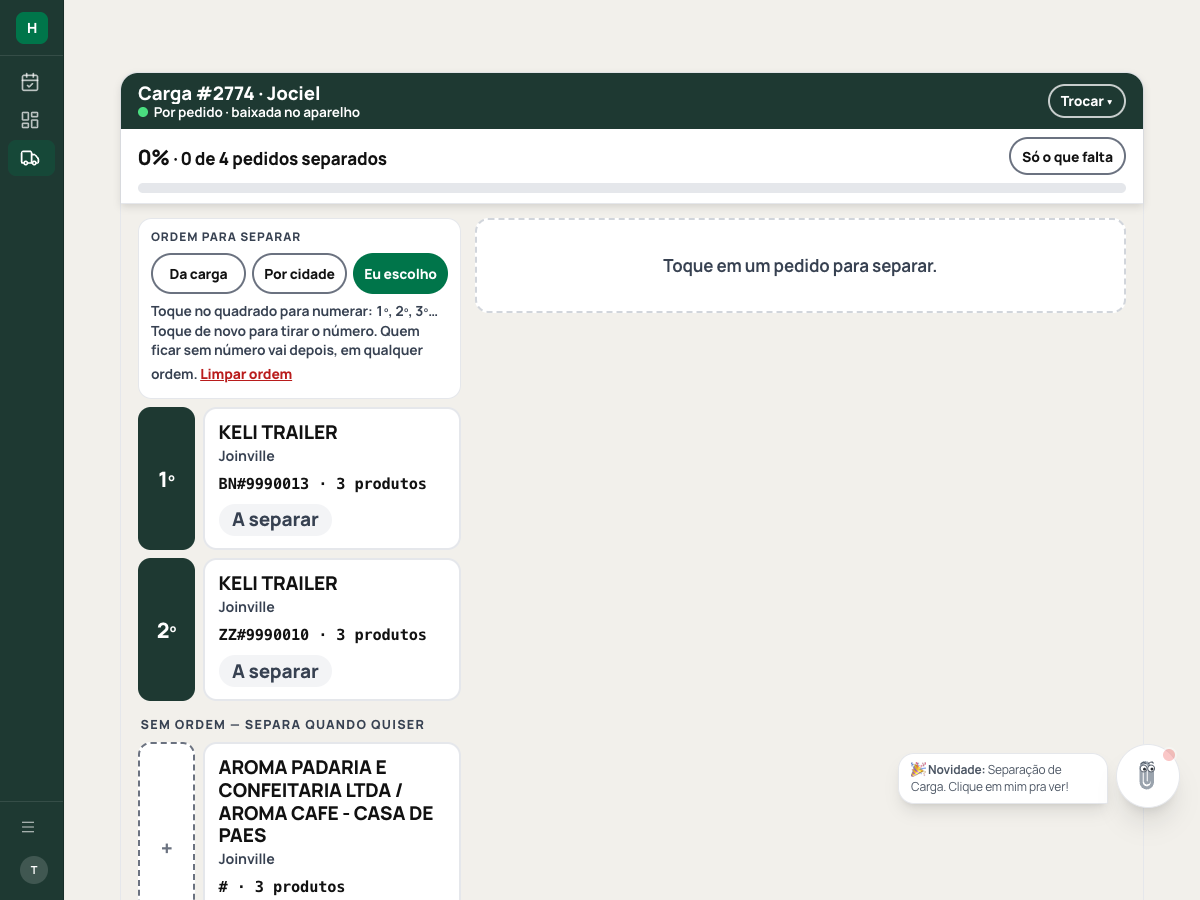 H
Carga #2774 · Jociel
Por pedido · baixada no aparelho
Trocar ▾
0% · 0 de 4 pedidos separados
Só o que falta
ORDEM PARA SEPARAR
Da carga
Por cidade
Eu escolho
Toque no quadrado para numerar: 1º, 2º, 3º…
Toque de novo para tirar o número. Quem
ficar sem número vai depois, em qualquer
ordem. Limpar ordem
Toque em um pedido para separar.
1º
KELI TRAILER
Joinville
BN#9990013 · 3 produtos
A separar
2º
KELI TRAILER
Joinville
ZZ#9990010 · 3 produtos
A separar
SEM ORDEM — SEPARA QUANDO QUISER
+
AROMA PADARIA E
CONFEITARIA LTDA /
AROMA CAFE - CASA DE
PAES
Joinville
# · 3 produtos
🎉Novidade: Separação de
Carga. Clique em mim pra ver!
T